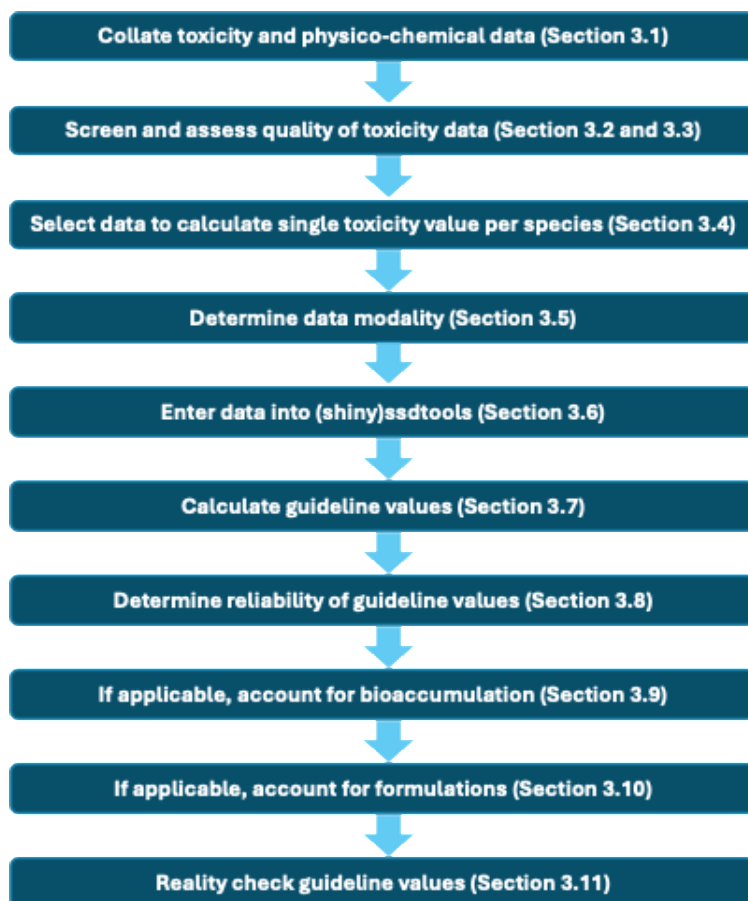 Collate toxicity and physico-chemical data (Section 3.1)
Screen and assess quality of toxicity data (Section 3.2 and 3.3)
Select data to calculate single toxicity value per species (Section 3.4)
Determine data modality (Section 3.5)
Enter data into (shiny)ssdtools (Section 3.6)
Calculate guideline values (Section 3.7)
Determine reliability of guideline values (Section 3.8)
If applicable, account for bioaccumulation (Section 3.9)
If applicable, account for formulations (Section 3.10)
Reality check guideline values (Section 3.11)